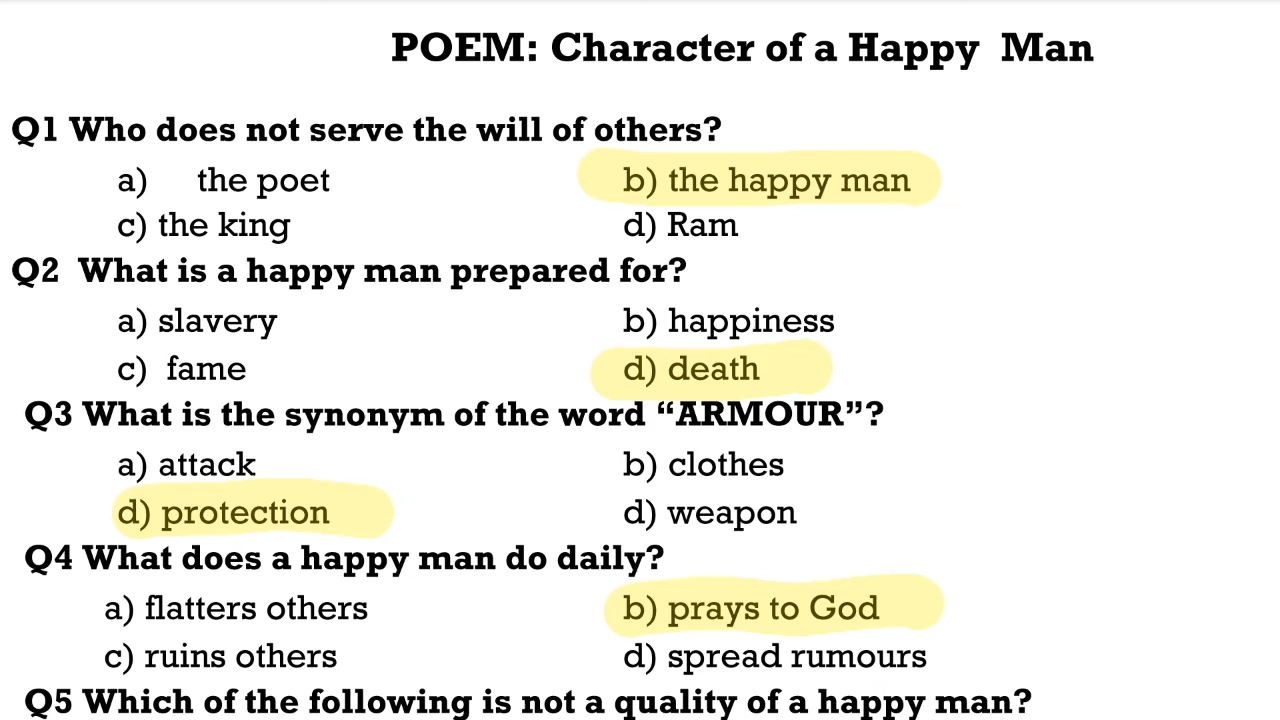 POEM: Character of a Happy Man
Q1 Who does not serve the will of others?
a) the poet b) the happy man
c) the king d) Ram
Q2 What is a happy man prepared for?
a) slavery b) happiness
c) fame d) death
Q3 What is the synonym of the word “ARMOUR”?
a) attack b) clothes
d) protection d) weapon
Q4 What does a happy man do daily?
a) flatters others b) prays to God
c) ruins others d) spread rumours
Q5 Which of the following is not a quality of a happy man?